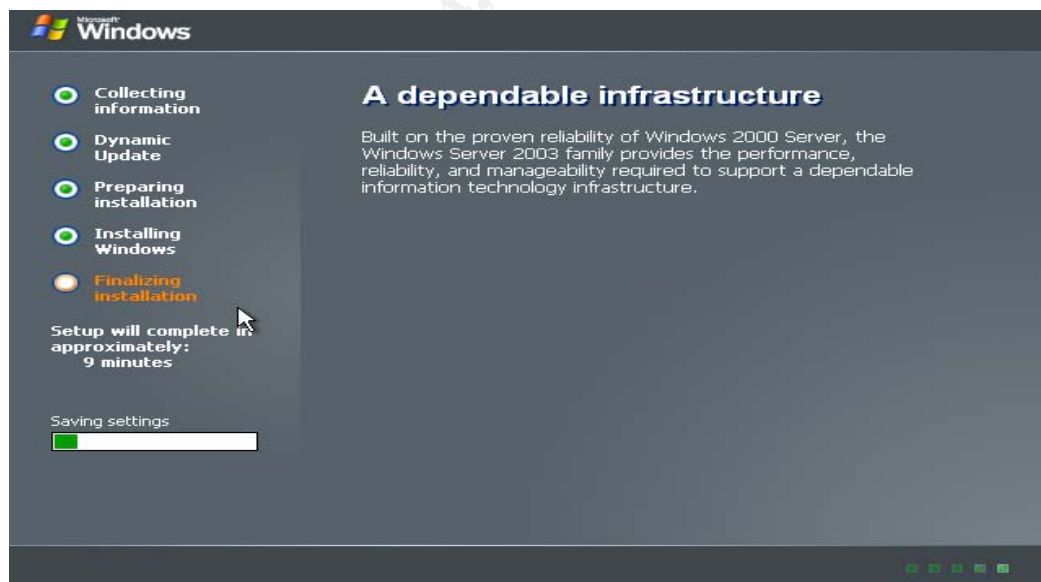 Microsoft
Windows
Collecting
information
Dynamic
Update
Preparing
installation
Installing
Windows
Finalizing
installation
Setup will complete in
approximately:
9 minutes
Saving settings
A dependable infrastructure
Built on the proven reliability of Windows 2000 Server, the
Windows Server 2003 family provides the performance,
reliability, and manageability required to support a dependable
information technology infrastructure.